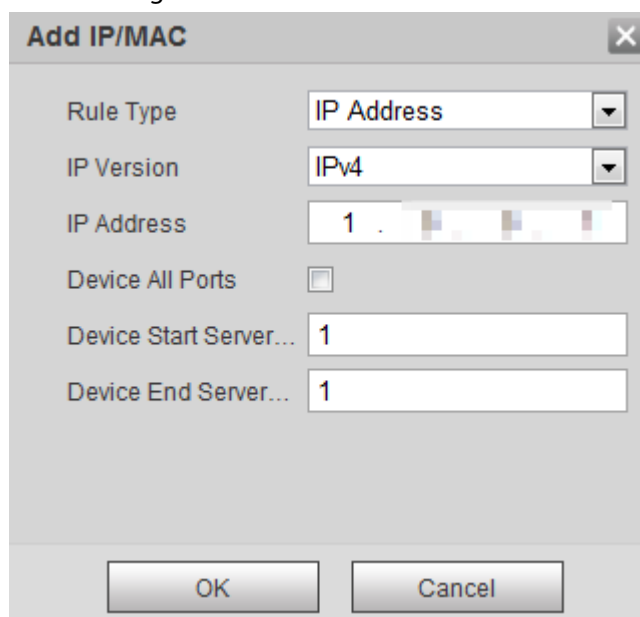 Add IP/MAC
Rule Type IP Address
IP Version IPv4
IP Address 1 .
Device All Ports
Device Start Server... 1
Device End Server... 1
OK Cancel